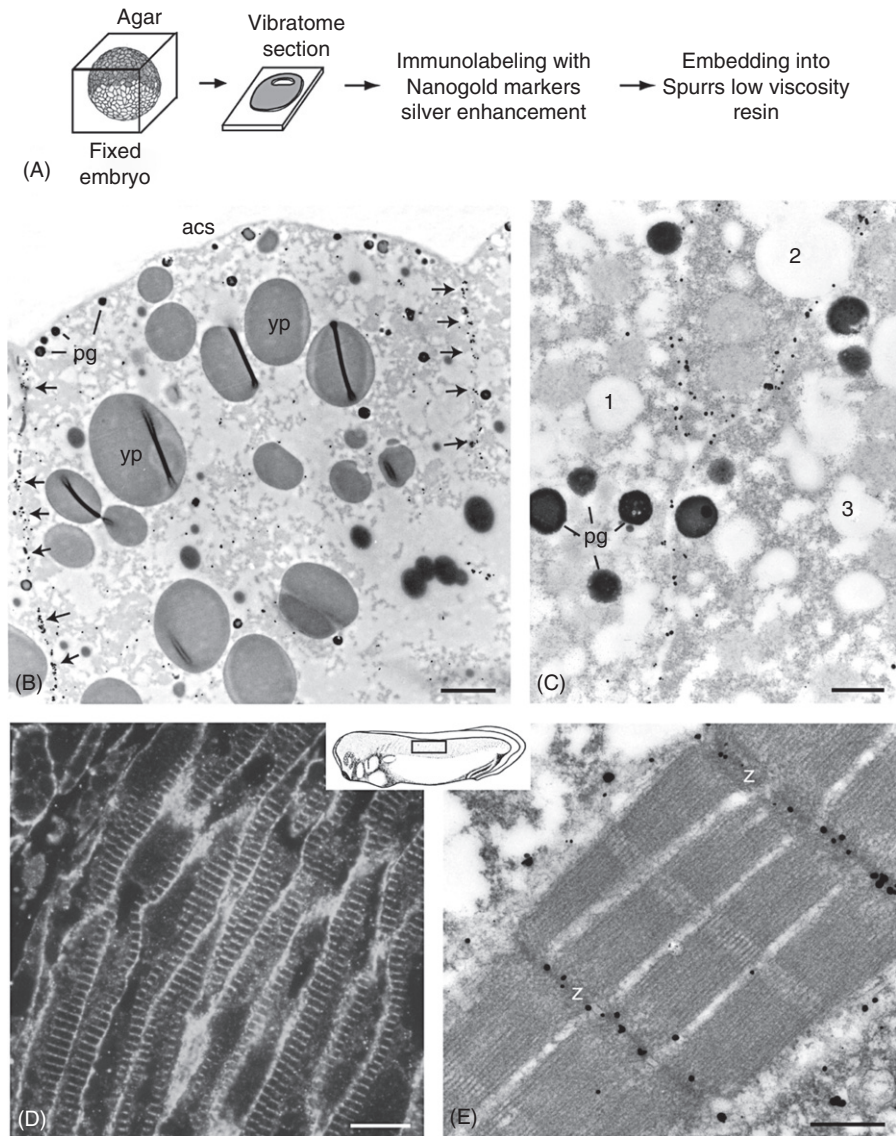 Agar
Fixed
embryo
(A)
Vibratome
section
Immunolabeling with
Nanogold markers
silver enhancement
Embedding into
Spurrs low viscosity
resin
acs
yp
pg
yp
(B)
2
1
3
pg
(C)
(D)
Z
Z
(E)